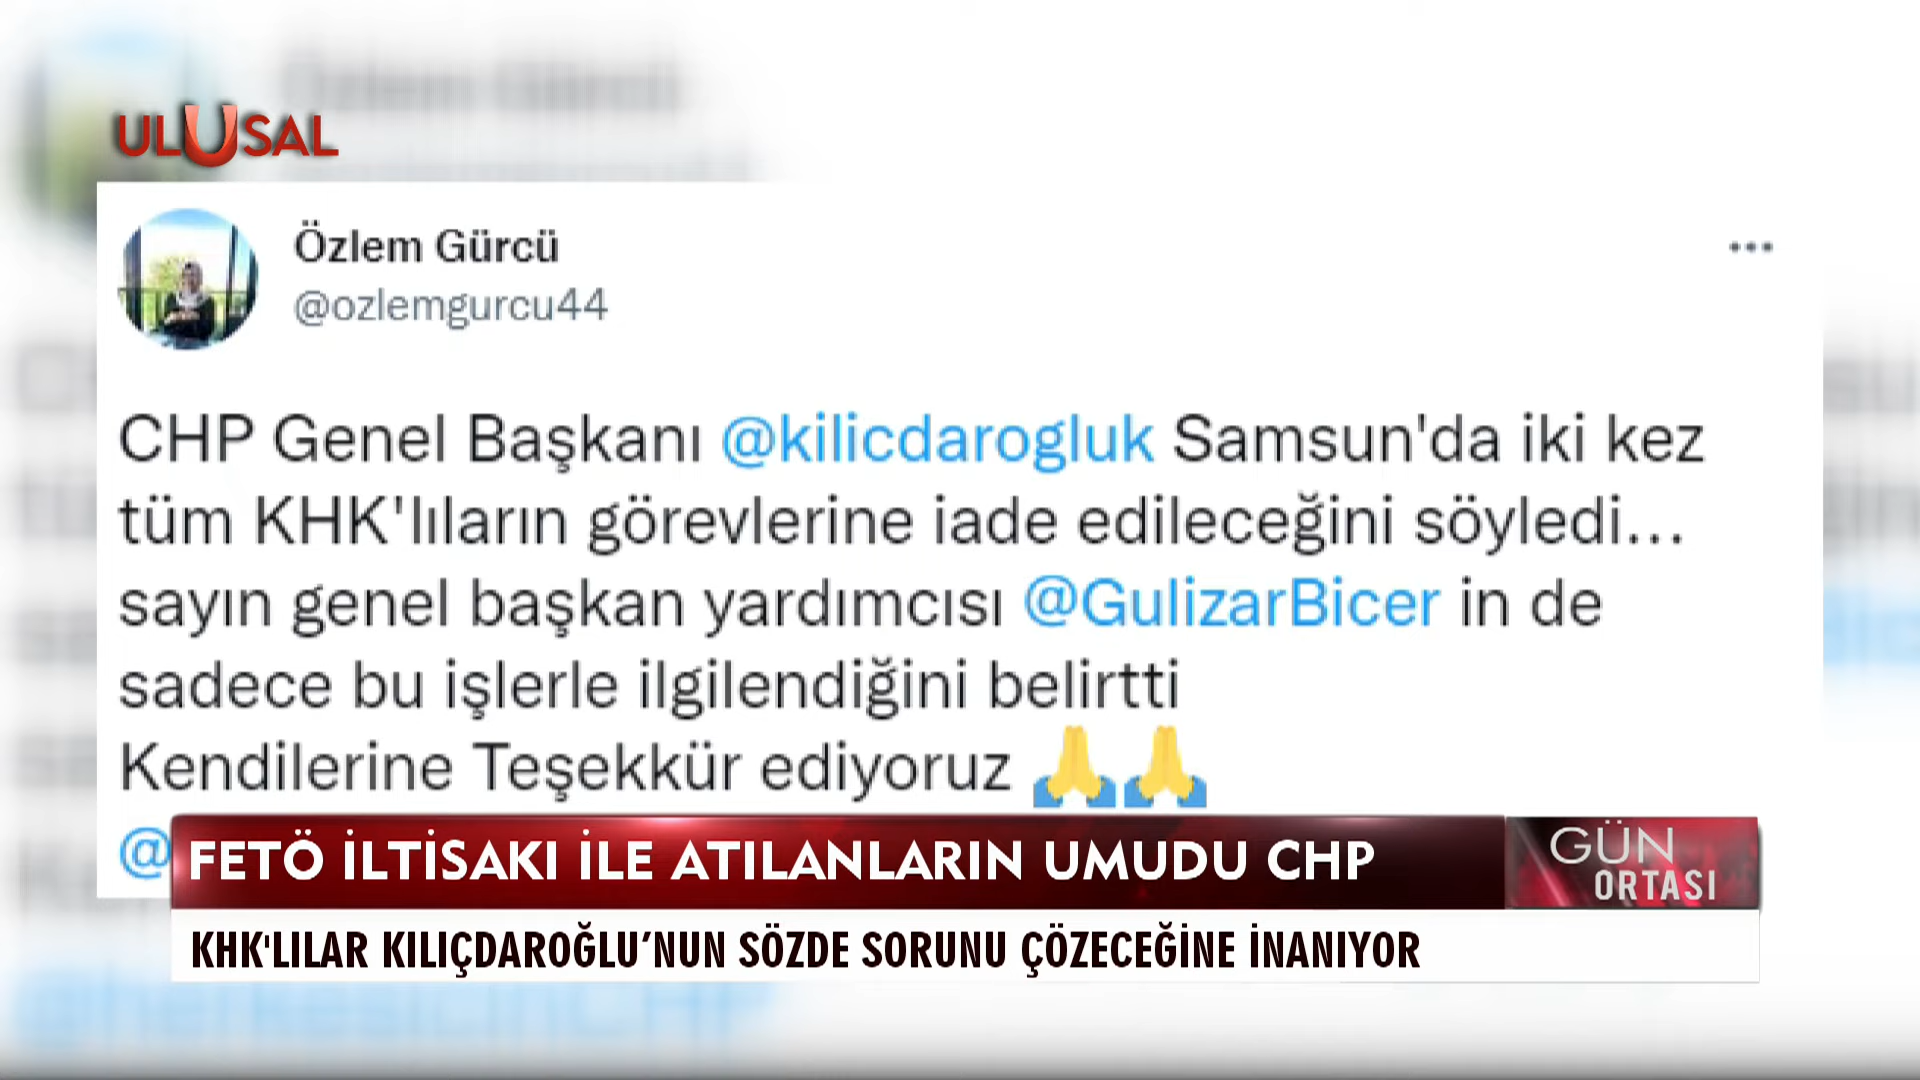 ULUSAL
Özlem Gürcü
@ozlemgurcu44
CHP Genel Başkanı @kilicdarogluk Samsun'da iki kez
tüm KHK'lıların görevlerine iade edileceğini söyledi...
sayın genel başkan yardımcısı @GulizarBicer in de
sadece bu işlerle ilgilendiğini belirtti
Kendilerine Teşekkür ediyoruz 🙏🙏
@
FETÖ İLTİSAKI İLE ATILANLARIN UMUDU CHP
GÜN
ORTASI
KHK'LILAR KILIÇDAROĞLU’NUN SÖZDE SORUNU ÇÖZECEĞİNE İNANIYOR